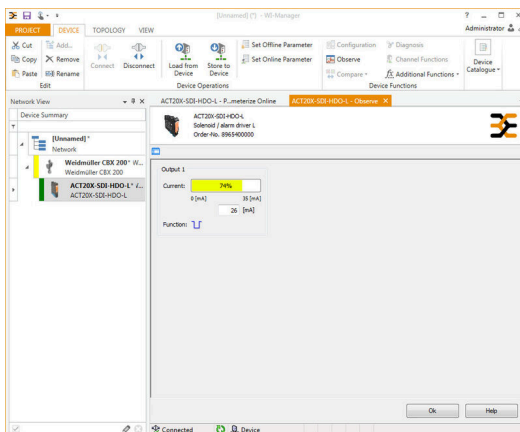 [Unnamed] (*) - WI-Manager
PROJECT DEVICE TOPOLOGY VIEW
Administrator
Cut
Copy
Paste
Add...
Remove
Rename
Edit
Connect
Disconnect
Load from Device
Store to Device
Set Offline Parameter
Set Online Parameter
Device Operations
Configuration
Observe
Compare
Diagnosis
Channel Functions
Additional Functions
Device Functions
Device Catalogue
Network View
Device Summary
[Unnamed]*
Network
Weidmüller CBX 200* W...
Weidmüller CBX 200
ACT20X-SDI-HDO-L*
ACT20X-SDI-HDO-L
ACT20X-SDI-HDO-L - P...meterize Online
ACT20X-SDI-HDO-L - Observe
ACT20X-SDI-HDO-L
Solenoid / alarm driver L
Order-No. 8965400000
Output 1
Current: 74%
0 [mA] 35 [mA]
26 [mA]
Function:
Ok Help
Connected Device